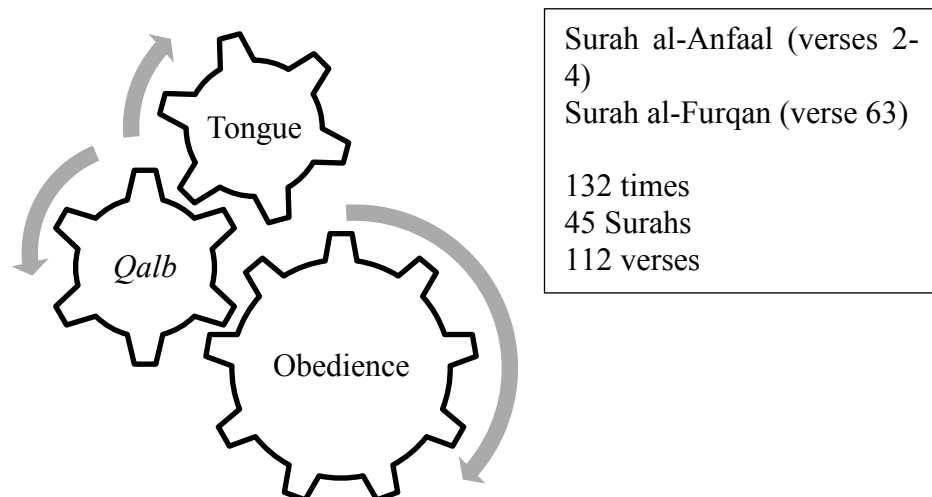 Tongue
Qalb
Obedience
Surah al-Anfaal (verses 2-
4)
Surah al-Furqan (verse 63)
132 times
45 Surahs
112 verses